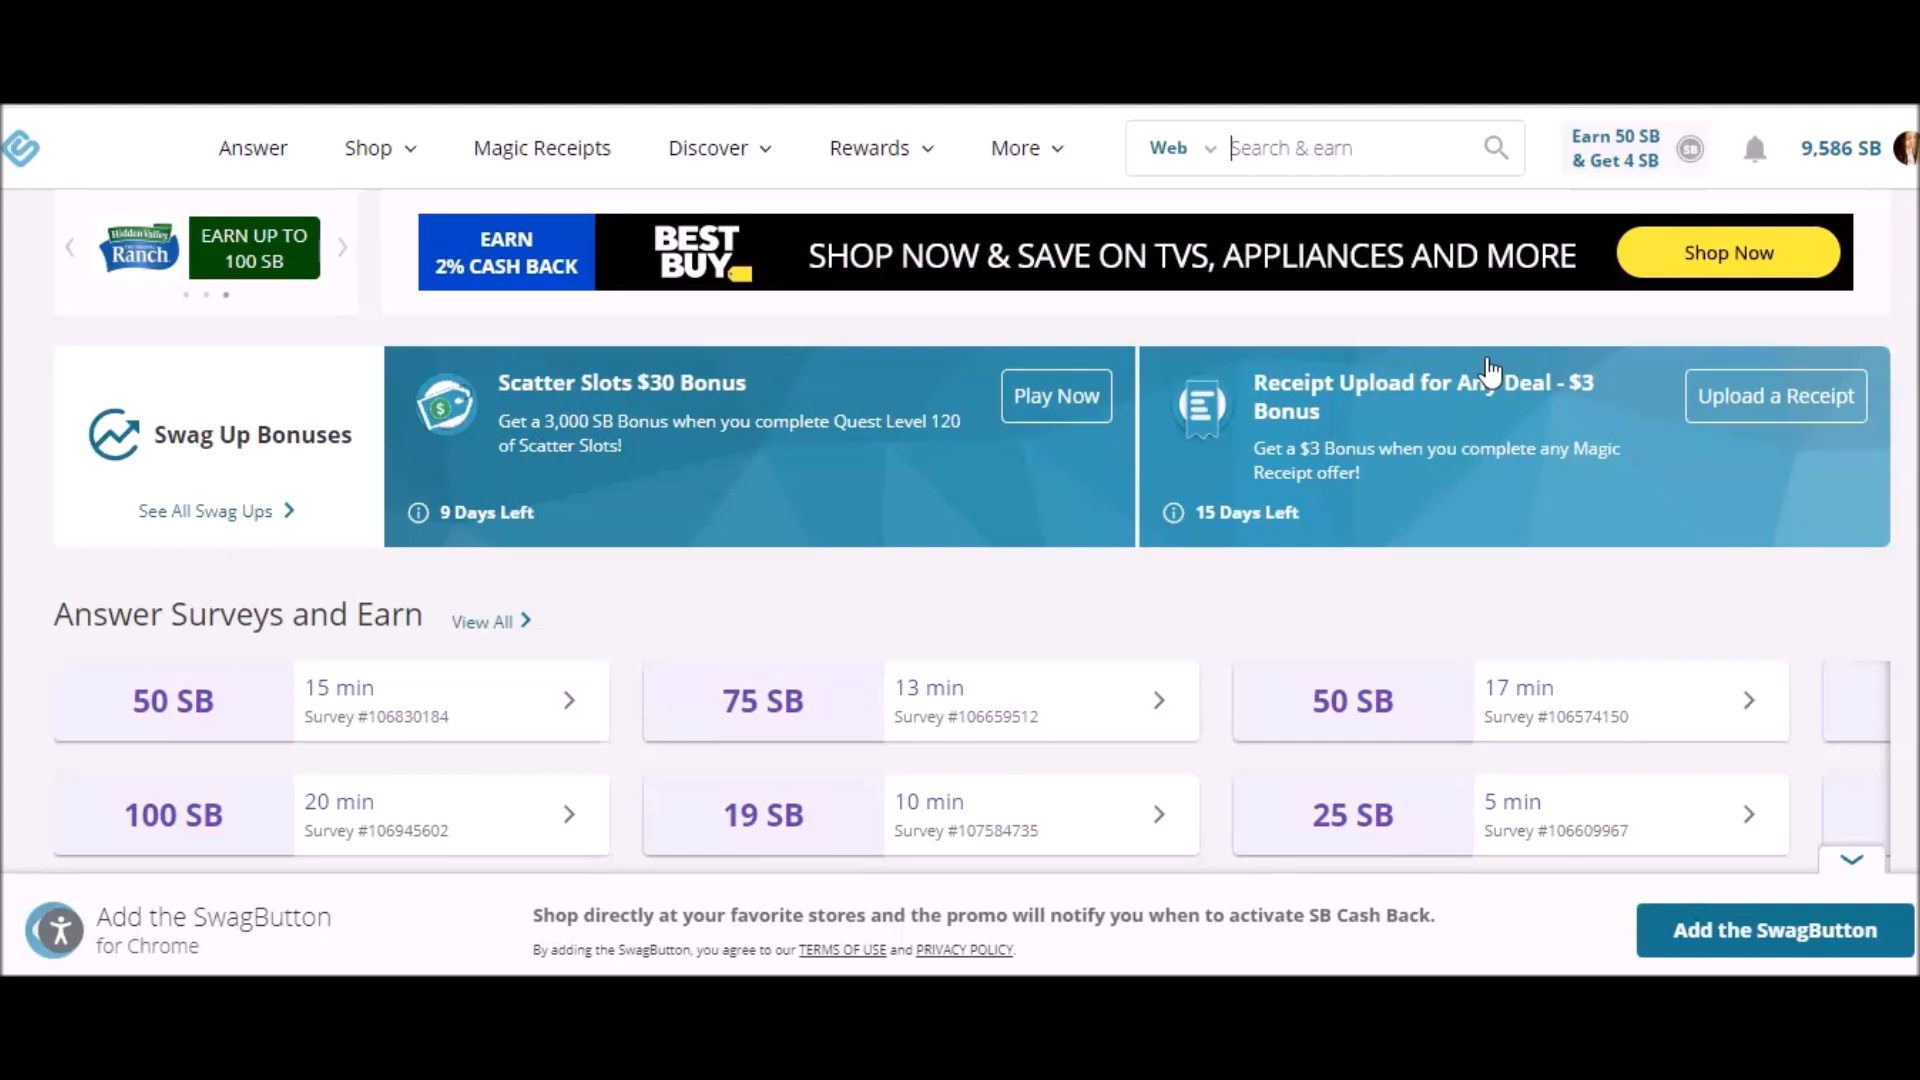 Answer
Shop
Magic Receipts
Discover
Rewards
More
Web
Search & earn
Earn 50 SB
& Get 4 SB
SB
9,586 SB
Hidden Valley
Ranch
EARN UP TO
100 SB
EARN
2% CASH BACK
BEST
BUY
SHOP NOW & SAVE ON TVS, APPLIANCES AND MORE
Shop Now
Swag Up Bonuses
See All Swag Ups
Scatter Slots $30 Bonus
Get a 3,000 SB Bonus when you complete Quest Level 120
of Scatter Slots!
Play Now
9 Days Left
Receipt Upload for Any Deal - $3
Bonus
Get a $3 Bonus when you complete any Magic
Receipt offer!
Upload a Receipt
15 Days Left
Answer Surveys and Earn
View All
50 SB
15 min
Survey #106830184
75 SB
13 min
Survey #106659512
50 SB
17 min
Survey #106574150
100 SB
20 min
Survey #106945602
19 SB
10 min
Survey #107584735
25 SB
5 min
Survey #106609967
Add the SwagButton
for Chrome
Shop directly at your favorite stores and the promo will notify you when to activate SB Cash Back.
By adding the SwagButton, you agree to our TERMS OF USE and PRIVACY POLICY.
Add the SwagButton